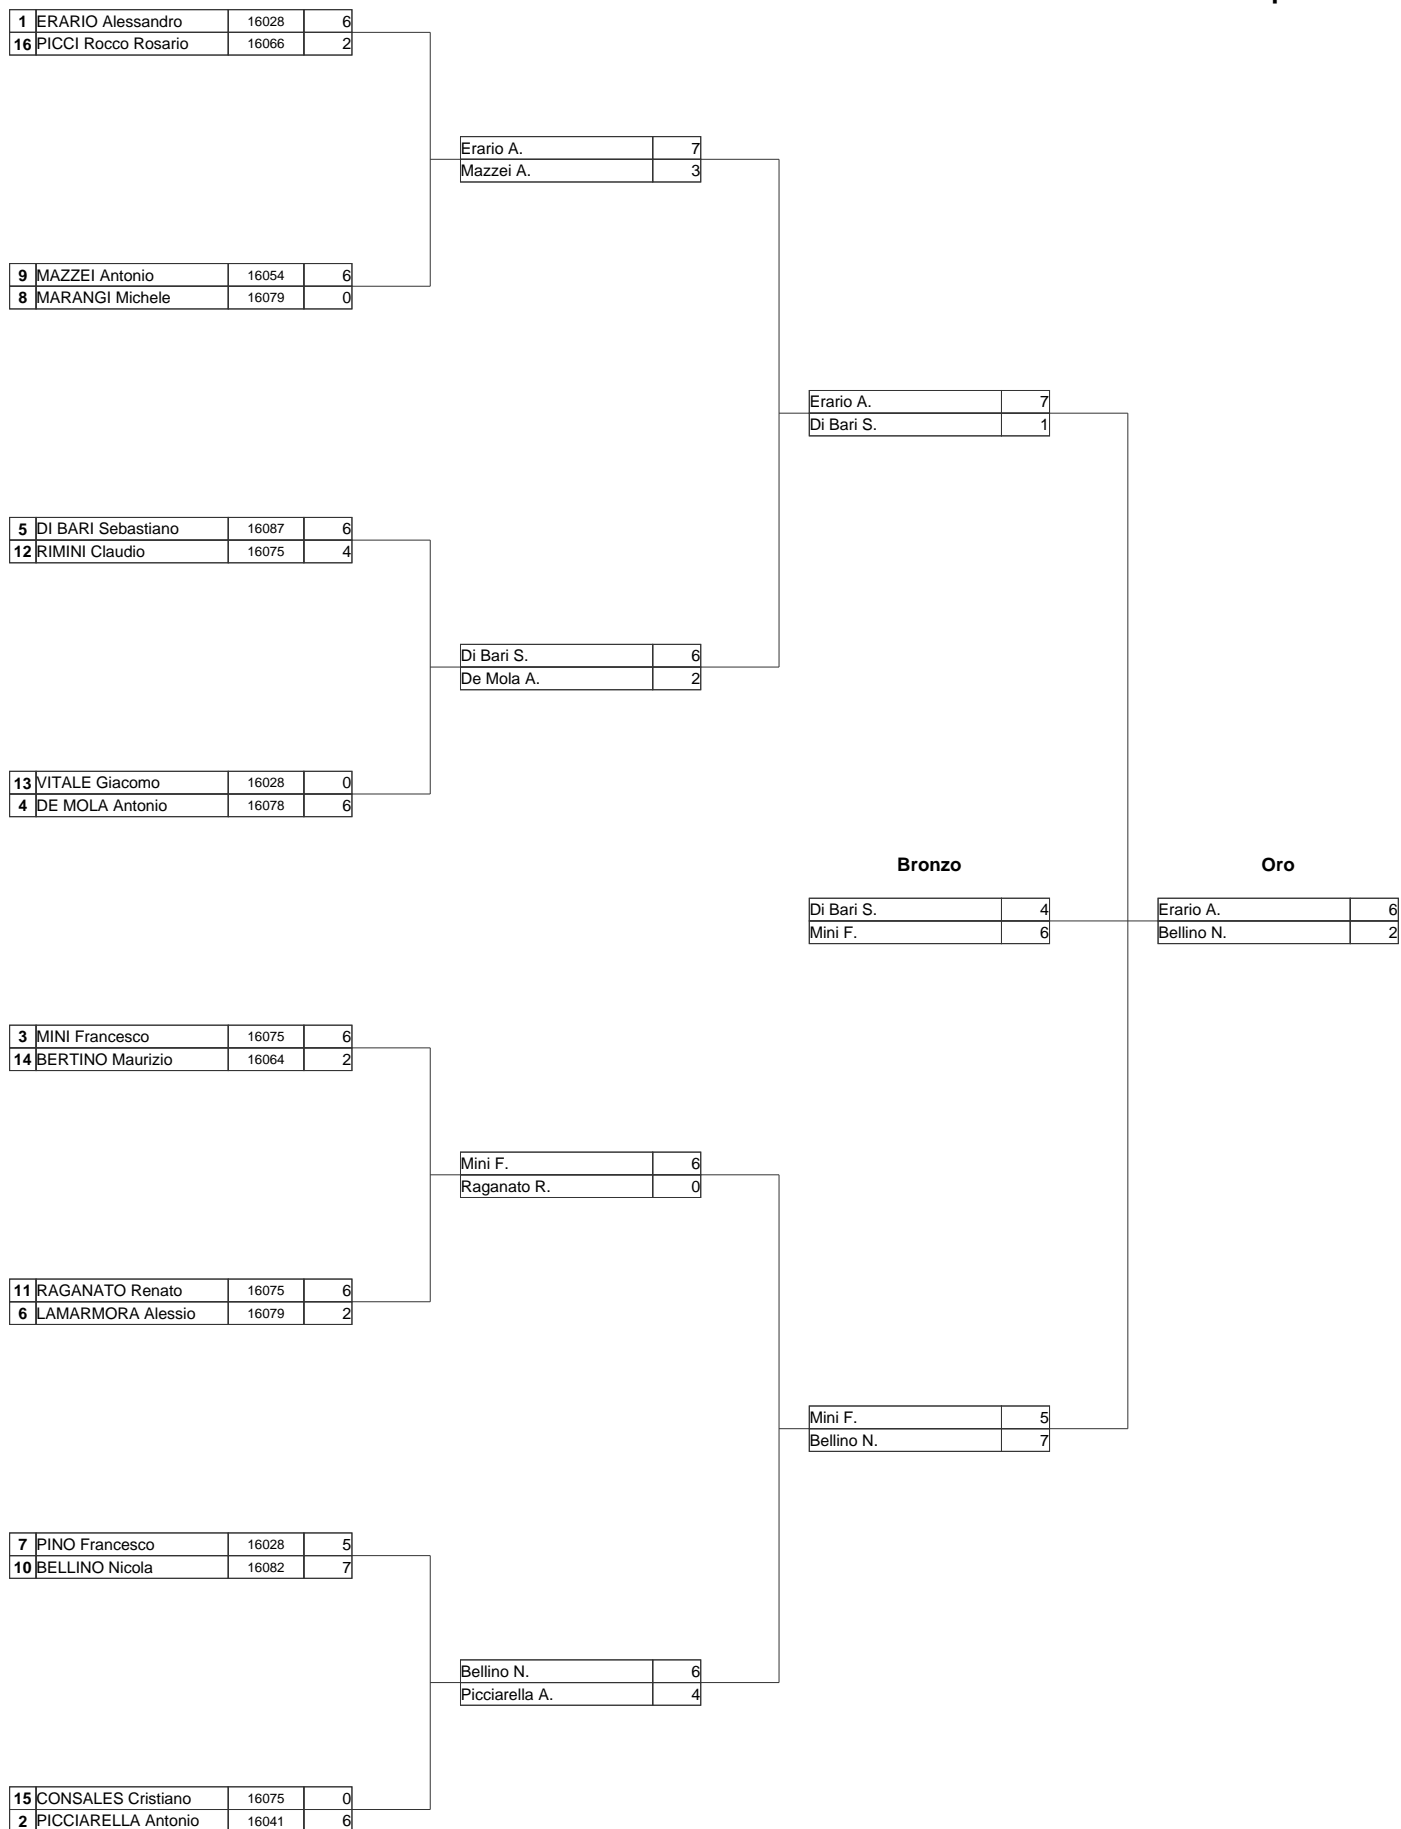 1 ERARIO Alessandro 16028 6
16 PICCI Rocco Rosario 16066 2
Erario A. 7
Mazzei A. 3
9 MAZZEI Antonio 16054 6
8 MARANGI Michele 16079 0
Erario A. 7
Di Bari S. 1
5 DI BARI Sebastiano 16087 6
12 RIMINI Claudio 16075 4
Di Bari S. 6
De Mola A. 2
13 VITALE Giacomo 16028 0
4 DE MOLA Antonio 16078 6
Bronzo Oro
Di Bari S. 4 Erario A. 6
Mini F. 6 Bellino N. 2
3 MINI Francesco 16075 6
14 BERTINO Maurizio 16064 2
Mini F. 6
Raganato R. 0
11 RAGANATO Renato 16075 6
6 LAMARMORA Alessio 16079 2
Mini F. 5
Bellino N. 7
7 PINO Francesco 16028 5
10 BELLINO Nicola 16082 7
Bellino N. 6
Picciarella A. 4
15 CONSALES Cristiano 16075 0
2 PICCIARELLA Antonio 16041 6